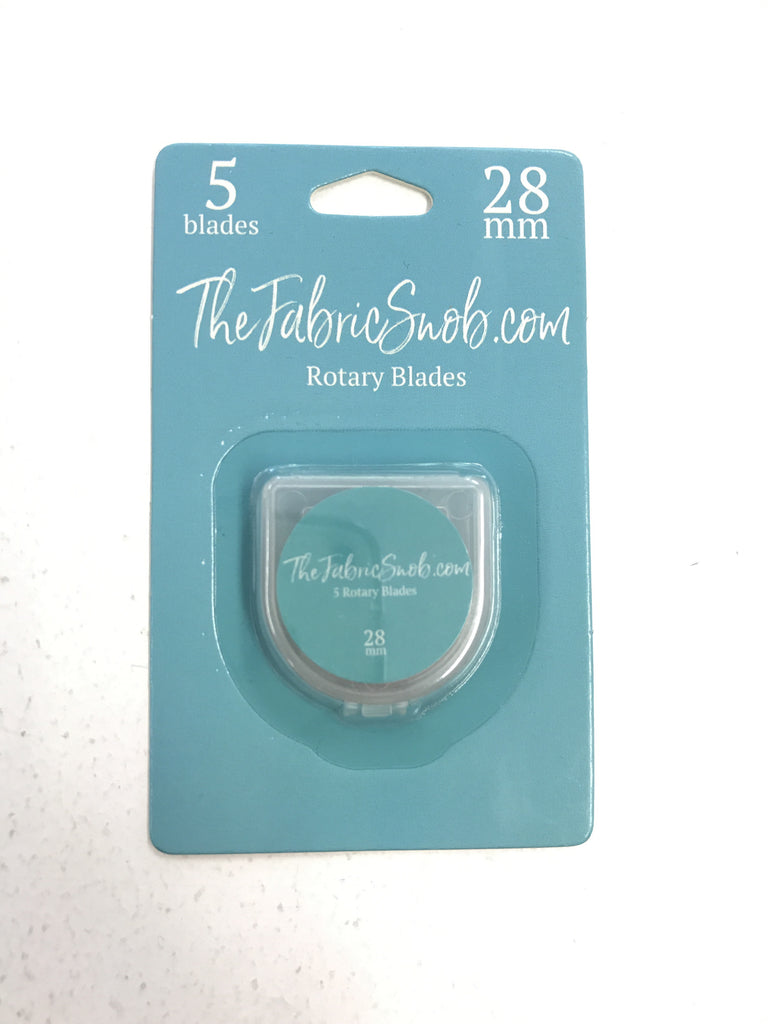 5
blades
28
mm
TheFabricSnob.com
Rotary Blades
TheFabricSnob.com
5 Rotary Blades
28
mm